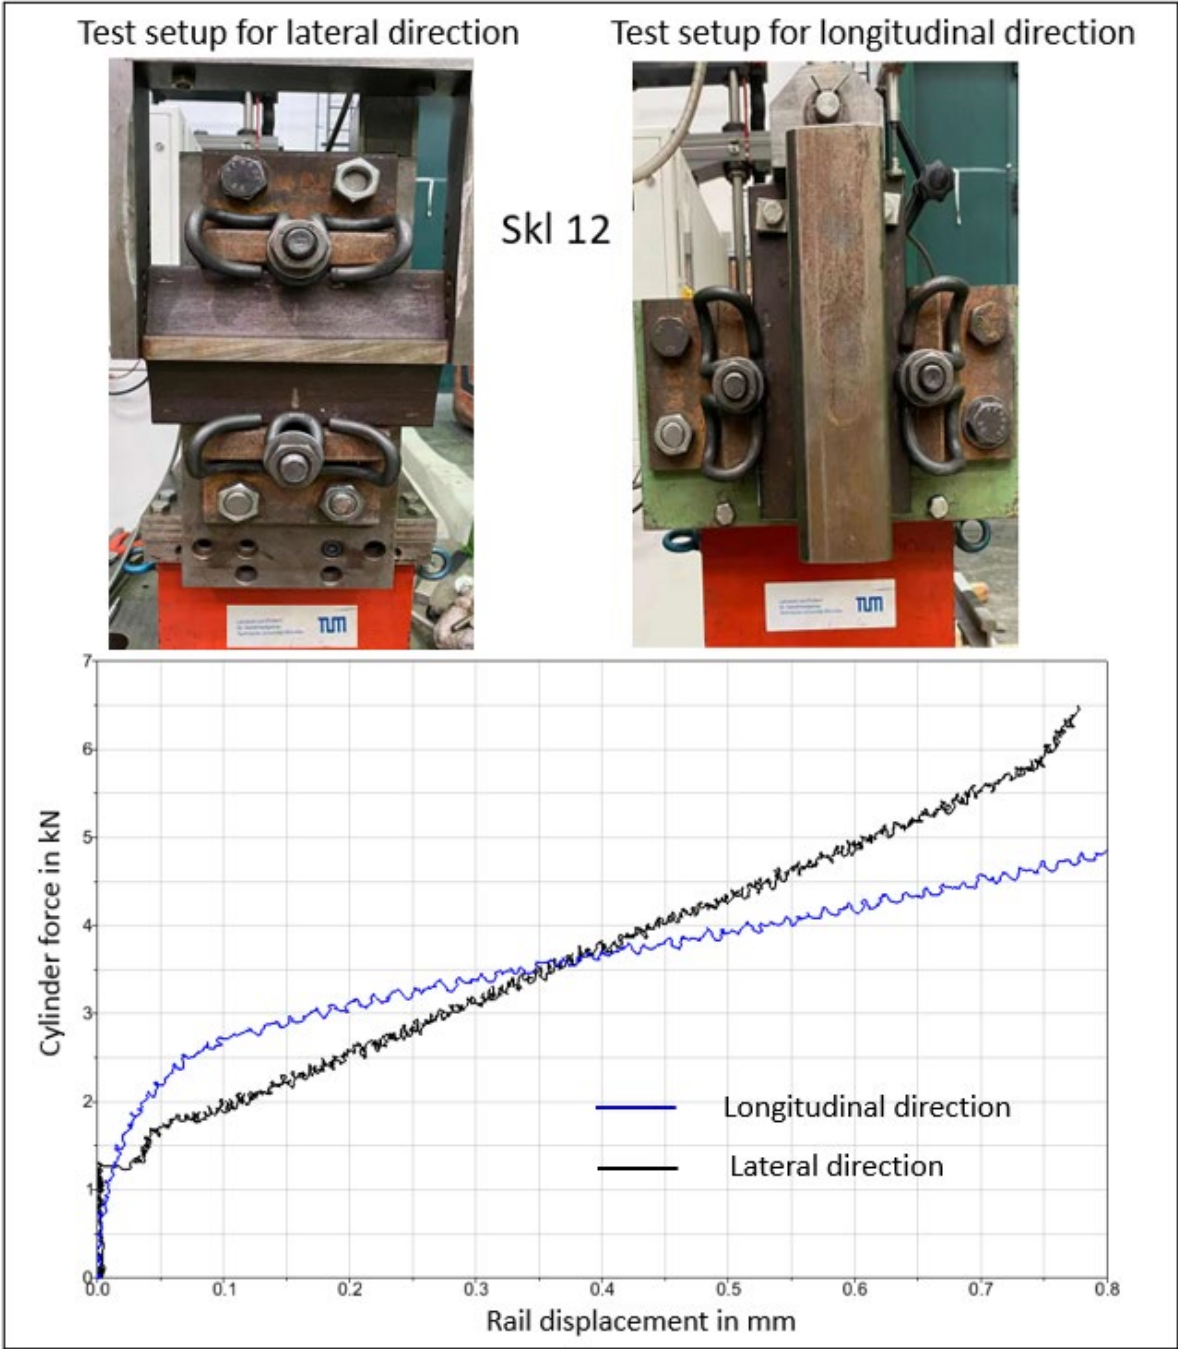 Test setup for lateral direction
Test setup for longitudinal direction
Skl 12
TUM
TUM
7
6
5
4
3
2
1
0
Cylinder force in kN
Longitudinal direction
Lateral direction
0.0 0.1 0.2 0.3 0.4 0.5 0.6 0.7 0.8
Rail displacement in mm